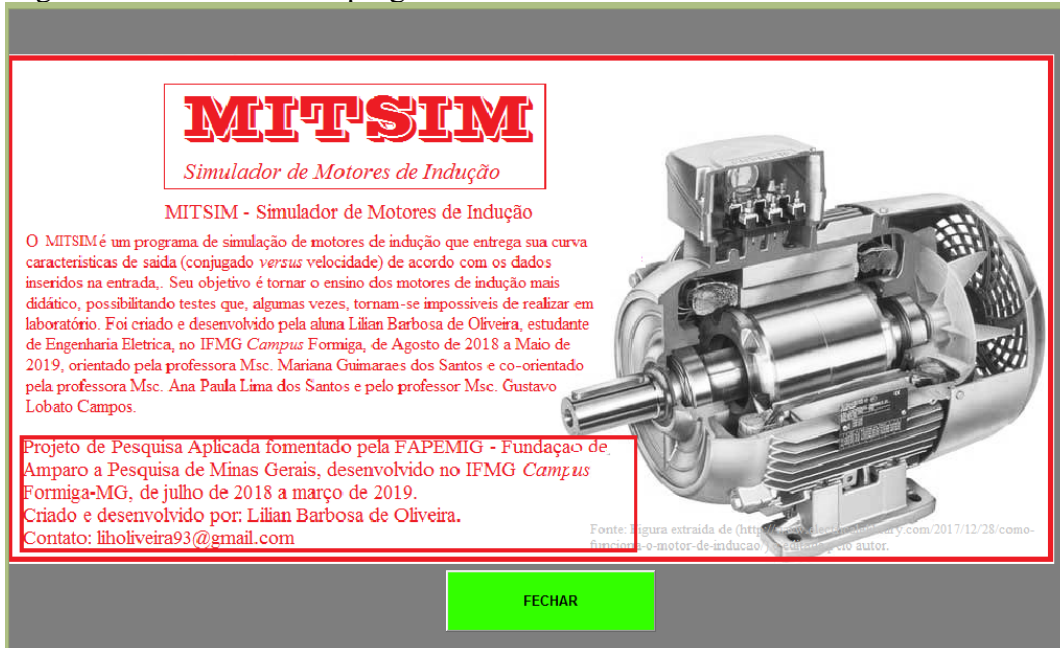 MITSIM
Simulador de Motores de Indução
MITSIM - Simulador de Motores de Indução
O MITSIM é um programa de simulação de motores de indução que entrega sua curva
caracteristicas de saida (conjugado versus velocidade) de acordo com os dados
inseridos na entrada,. Seu objetivo é tornar o ensino dos motores de indução mais
didático, possibilitando testes que, algumas vezes, tornam-se impossiveis de realizar em
laboratório. Foi criado e desenvolvido pela aluna Lilian Barbosa de Oliveira, estudante
de Engenharia Eletrica, no IFMG Campus Formiga, de Agosto de 2018 a Maio de
2019, orientado pela professora Msc. Mariana Guimaraes dos Santos e co-orientado
pela professora Msc. Ana Paula Lima dos Santos e pelo professor Msc. Gustavo
Lobato Campos.
Projeto de Pesquisa Aplicada fomentado pela FAPEMIG - Fundação de
Amparo a Pesquisa de Minas Gerais, desenvolvido no IFMG Campus
Formiga-MG, de julho de 2018 a março de 2019.
Criado e desenvolvido por: Lilian Barbosa de Oliveira.
Contato: liholiveira93@gmail.com
Fonte: Figura extraida de (http
ary.com/2017/12/28/como-
funciona-o-motor-de-inducao/) autor.
FECHAR